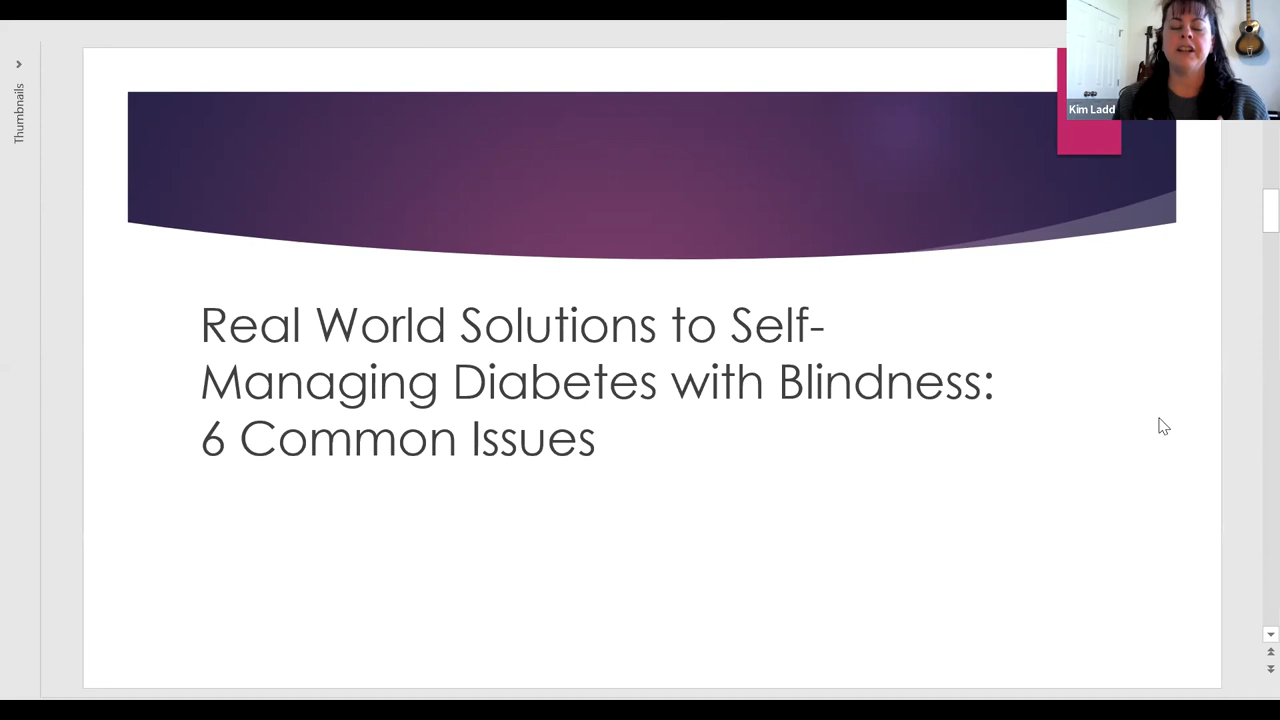 Thumbnails
Kim Ladd
Real World Solutions to Self-
Managing Diabetes with Blindness:
6 Common Issues